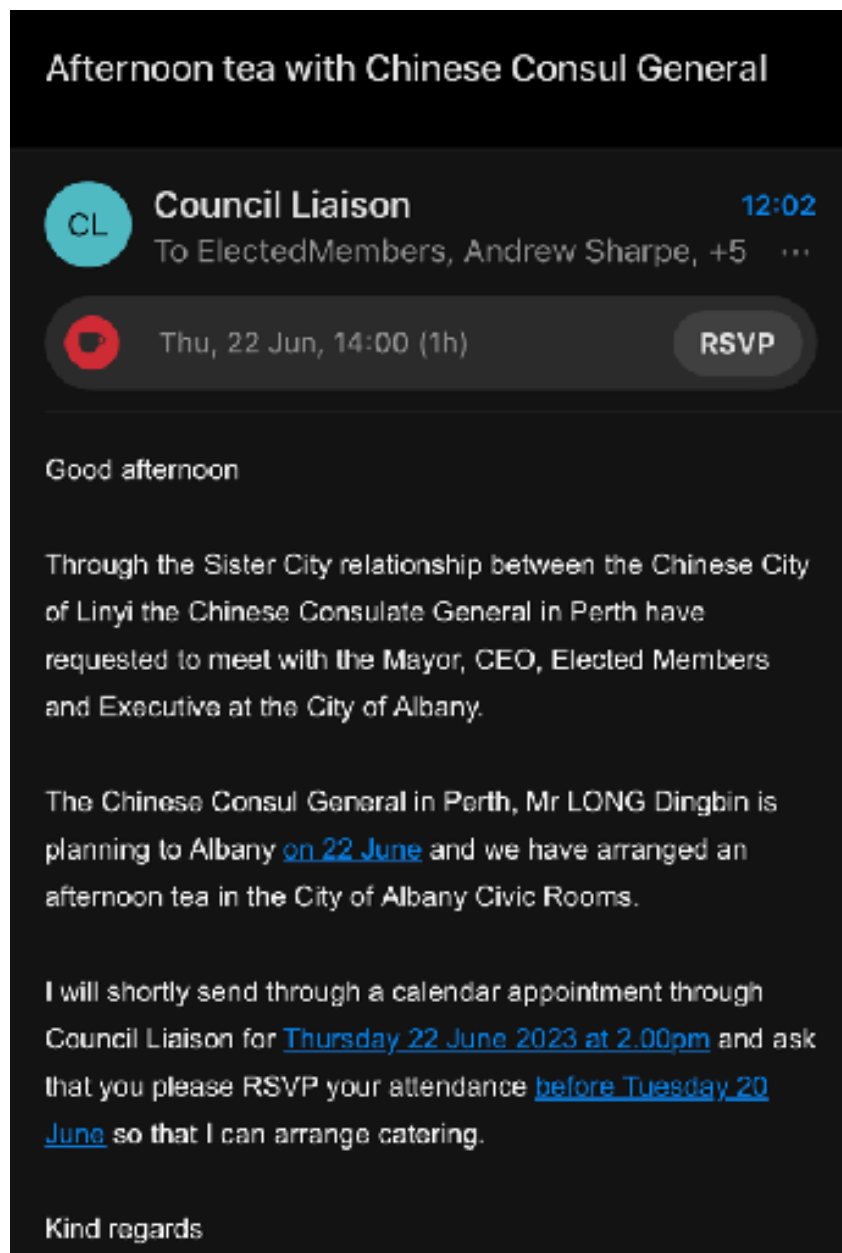 Afternoon tea with Chinese Consul General
CL
Council Liaison
12:02
To ElectedMembers, Andrew Sharpe, +5 ...
Thu, 22 Jun, 14:00 (1h)
RSVP
Good afternoon
Through the Sister City relationship between the Chinese City
of Linyi the Chinese Consulate General in Perth have
requested to meet with the Mayor, CEO, Elected Members
and Executive at the City of Albany.
The Chinese Consul General in Perth, Mr LONG Dingbin is
planning to Albany on 22 June and we have arranged an
afternoon tea in the City of Albany Civic Rooms.
I will shortly send through a calendar appointment through
Council Liaison for Thursday 22 June 2023 at 2.00pm and ask
that you please RSVP your attendance before Tuesday 20
June so that I can arrange catering.
Kind regards